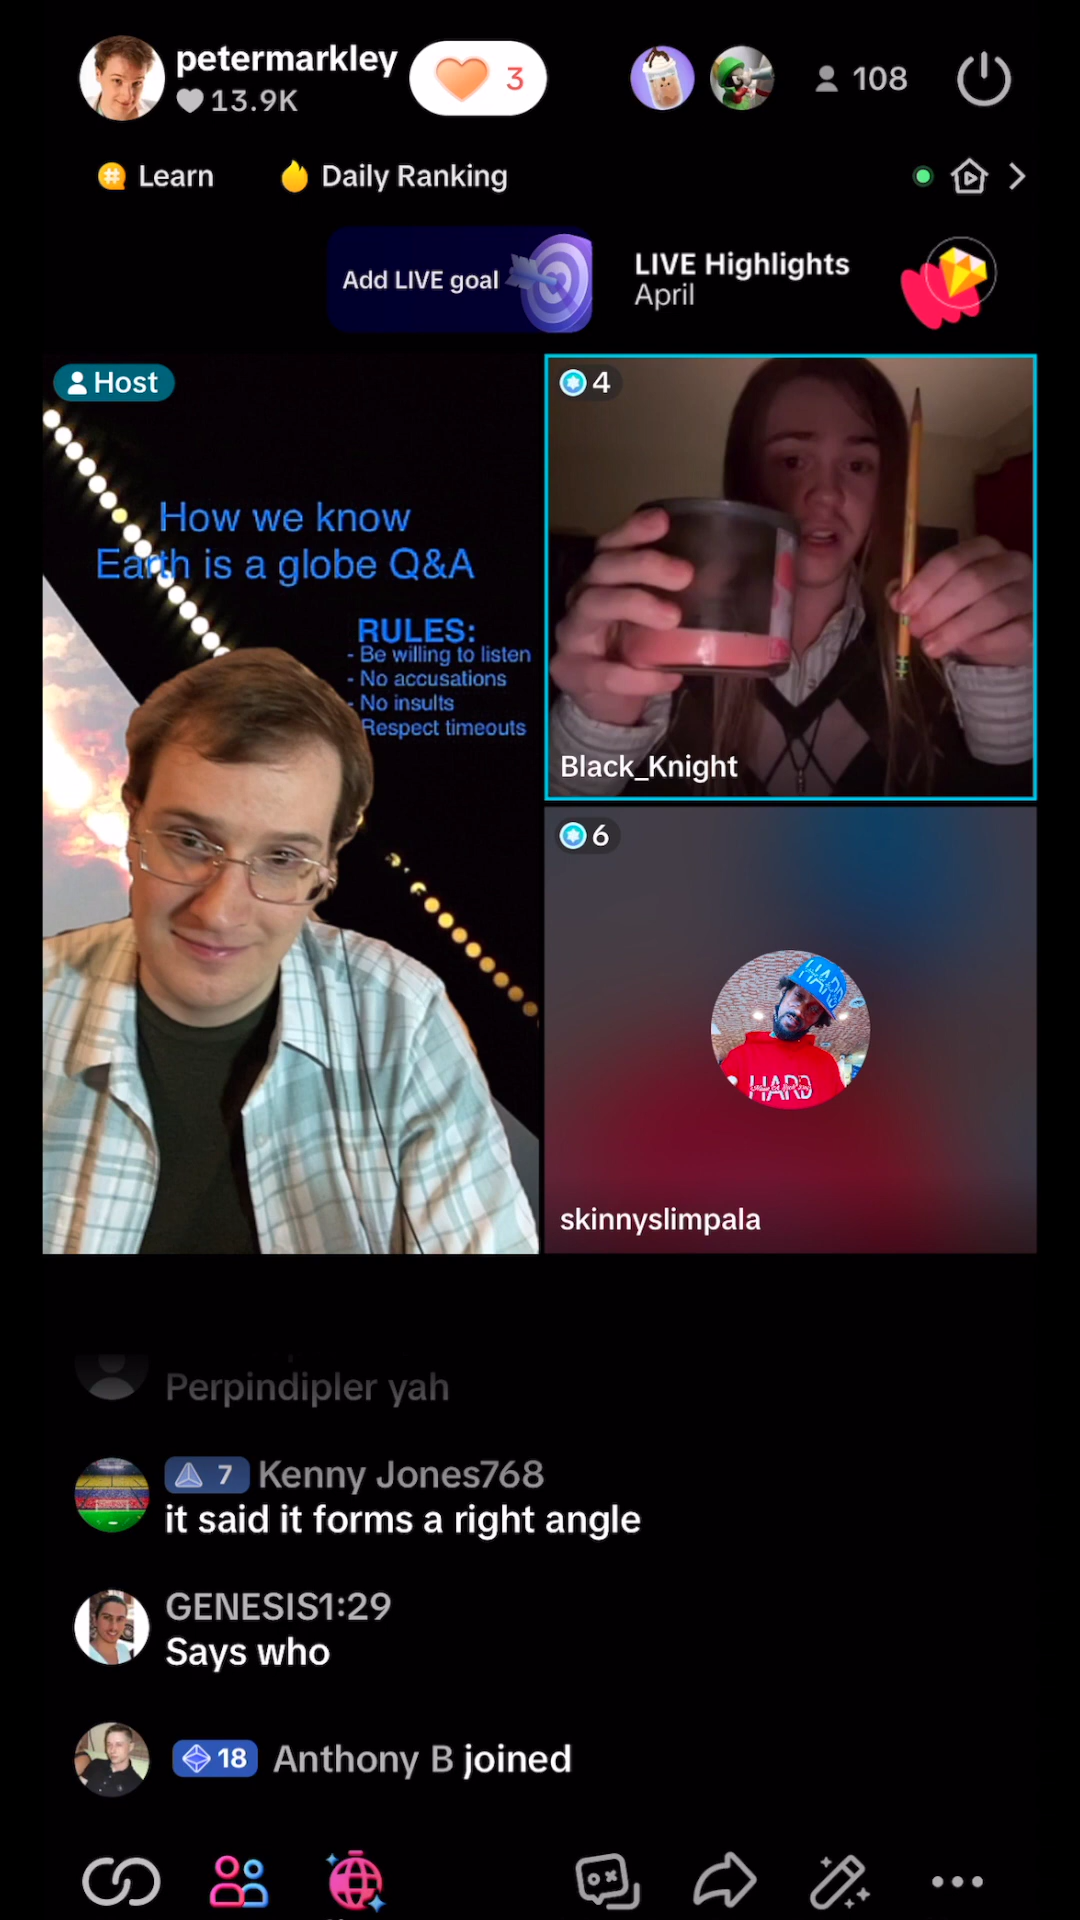 petermarkley
13.9K
3
108
Learn
Daily Ranking
Add LIVE goal
LIVE Highlights
April
Host
How we know
Earth is a globe Q&A
RULES:
- Be willing to listen
- No accusations
- No insults
Respect timeouts
4
Black_Knight
6
HARD
HARD
skinnyslimpala
Perpindipler yah
7 Kenny Jones768
it said it forms a right angle
GENESIS1:29
Says who
18 Anthony B joined